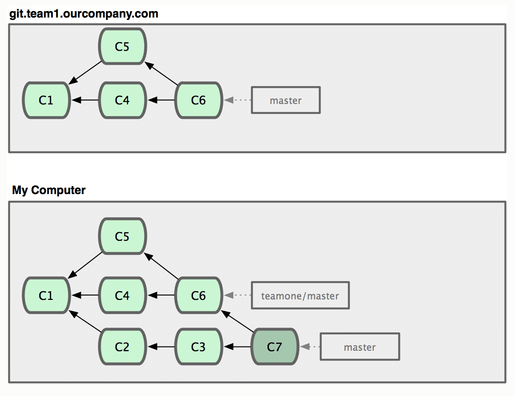 git.team1.ourcompany.com
C5
C1 C4 C6 master
My Computer
C5
C1 C4 C6 teamone/master
C2 C3 C7 master